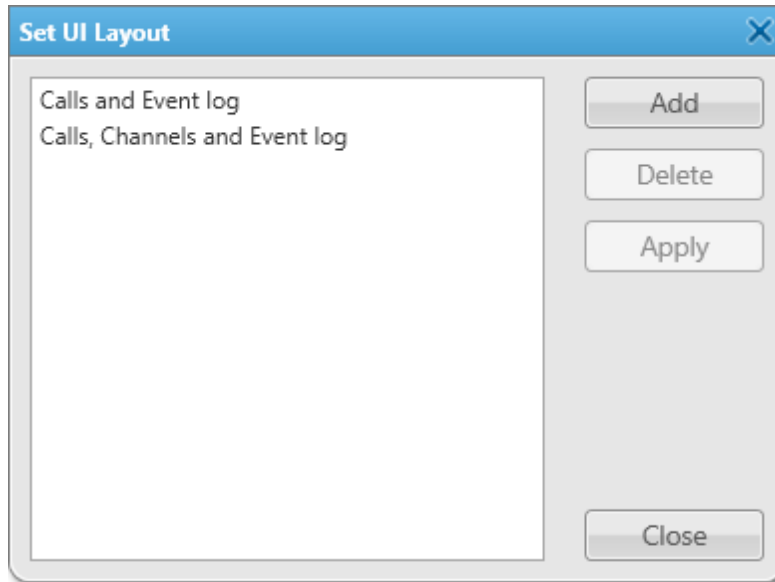 Set UI Layout
Calls and Event log
Calls, Channels and Event log
Add
Delete
Apply
Close